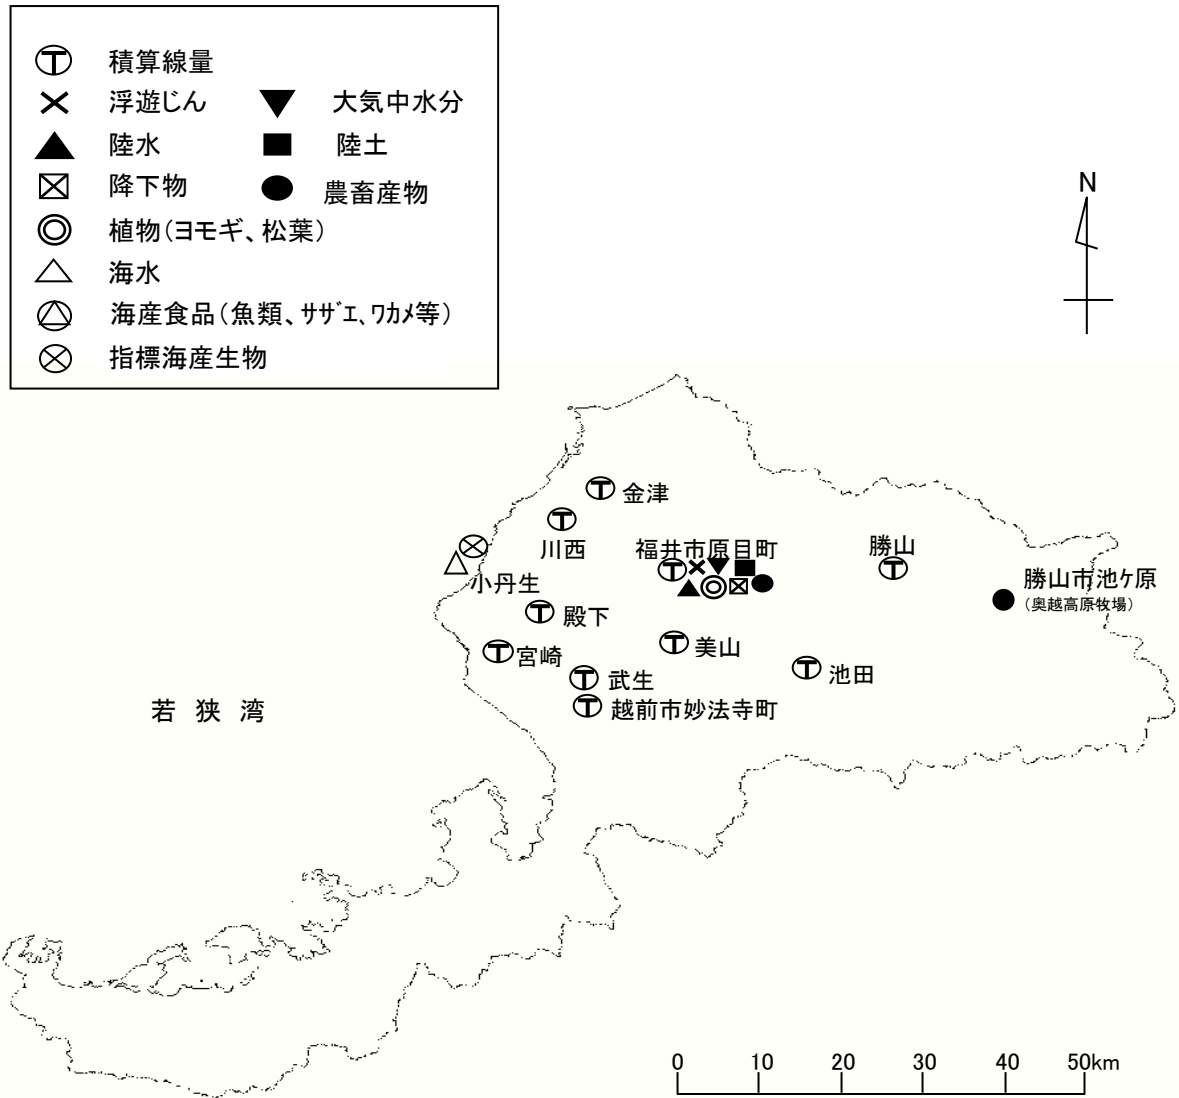 積算線量
浮遊じん 大気中水分
陸水 陸土
降下物 農畜産物
植物(ヨモギ、松葉)
海水
海産食品(魚類、ｻｻﾞｴ、ﾜｶﾒ等)
指標海産生物
N
金津
川西
福井市原目町
勝山
小丹生
勝山市池ケ原
(奥越高原牧場)
殿下
宮崎
美山
武生
池田
越前市妙法寺町
若狭湾
0 10 20 30 40 50km